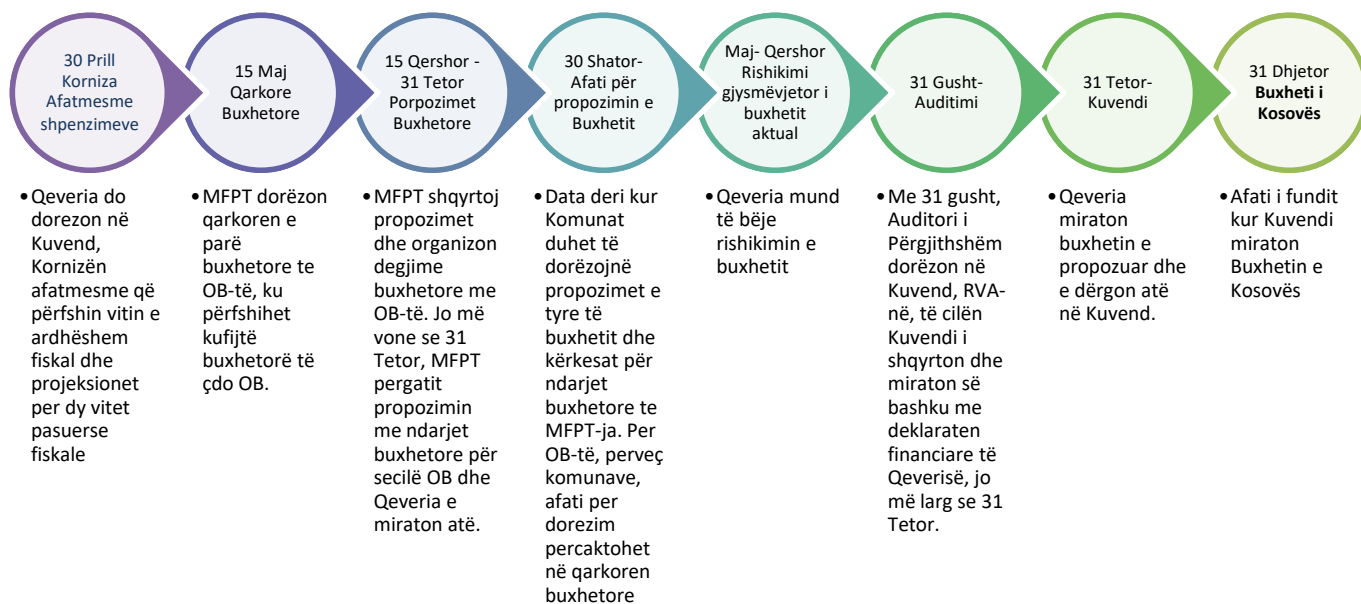 30 Prill
Korniza
Afatmesme
shpenzimeve
15 Maj
Qarkore
Buxhetore
15 Qershor -
31 Tetor
Porpozimet
Buxhetore
30 Shator-
Afati për
propozimin e
Buxhetit
Maj- Qershor
Rishikimi
gjysmëvjetor i
buxhetit
aktual
31 Gusht-
Auditimi
31 Tetor-
Kuvendi
31 Dhjetor
Buxheti i
Kosovës
•Qeveria do
dorezon në
Kuvend,
Kornizën
afatmesme që
përfshin vitin e
ardhëshem
fiskal dhe
projeksionet
per dy vitet
pasuerse
fiskale
•MFPT dorëzon
qarkoren e
parë
buxhetore te
OB-të, ku
përfshihet
kufijtë
buxhetorë të
çdo OB.
•MFPT shqyrtoj
propozimet
dhe organizon
degjime
buxhetore me
OB-të. Jo më
vone se 31
Tetor, MFPT
pergatit
propozimin
me ndarjet
buxhetore për
secilë OB dhe
Qeveria e
miraton atë.
•Data deri kur
Komunat
duhet të
dorëzojnë
propozimet e
tyre të
buxhetit dhe
kërkesat për
ndarjet
buxhetore te
MFPT-ja. Per
OB-të, perveç
komunave,
afati per
dorezim
percaktohet
në qarkoren
buxhetore
•Qeveria mund
të bëje
rishikimin e
buxhetit
•Me 31 gusht,
Auditori i
Përgjithshëm
dorëzon në
Kuvend, RVA-
në, të cilën
Kuvendi i
shqyrton dhe
miraton së
bashku me
deklaraten
financiare të
Qeverisë, jo
më larg se 31
Tetor.
•Qeveria
miraton
buxhetin e
propozuar dhe
e dërgon atë
në Kuvend.
•Afati i fundit
kur Kuvendi
miraton
Buxhetin e
Kosovës